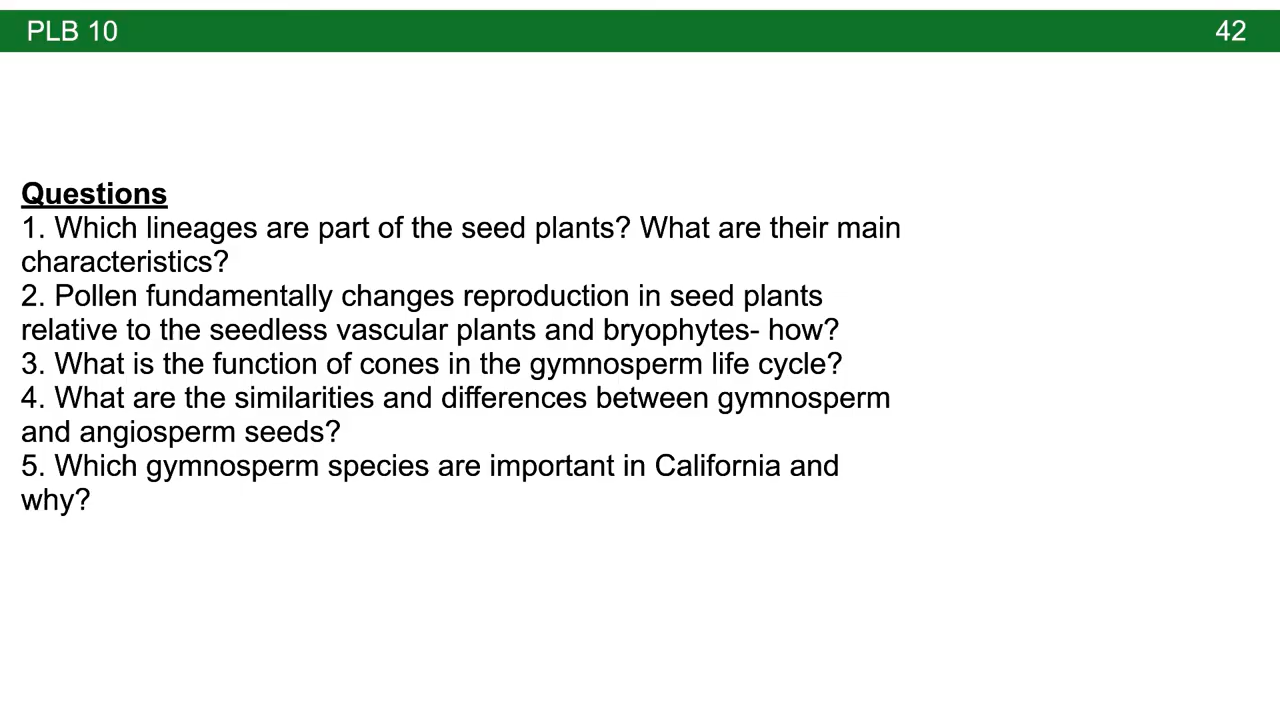 PLB 10
42
Questions
1. Which lineages are part of the seed plants? What are their main
characteristics?
2. Pollen fundamentally changes reproduction in seed plants
relative to the seedless vascular plants and bryophytes- how?
3. What is the function of cones in the gymnosperm life cycle?
4. What are the similarities and differences between gymnosperm
and angiosperm seeds?
5. Which gymnosperm species are important in California and
why?